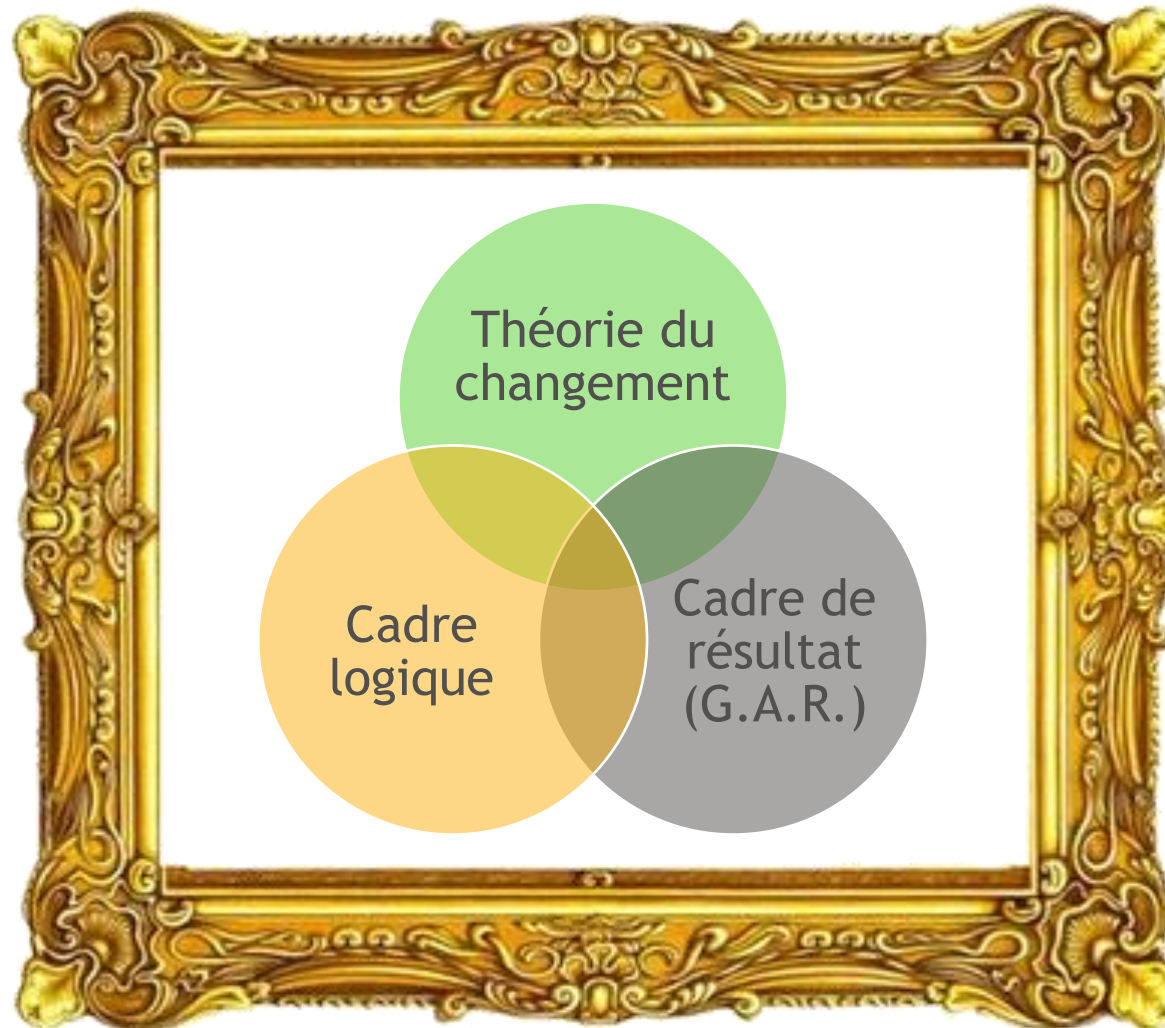 Théorie du
changement
Cadre
logique
Cadre de
résultat
(G.A.R.)